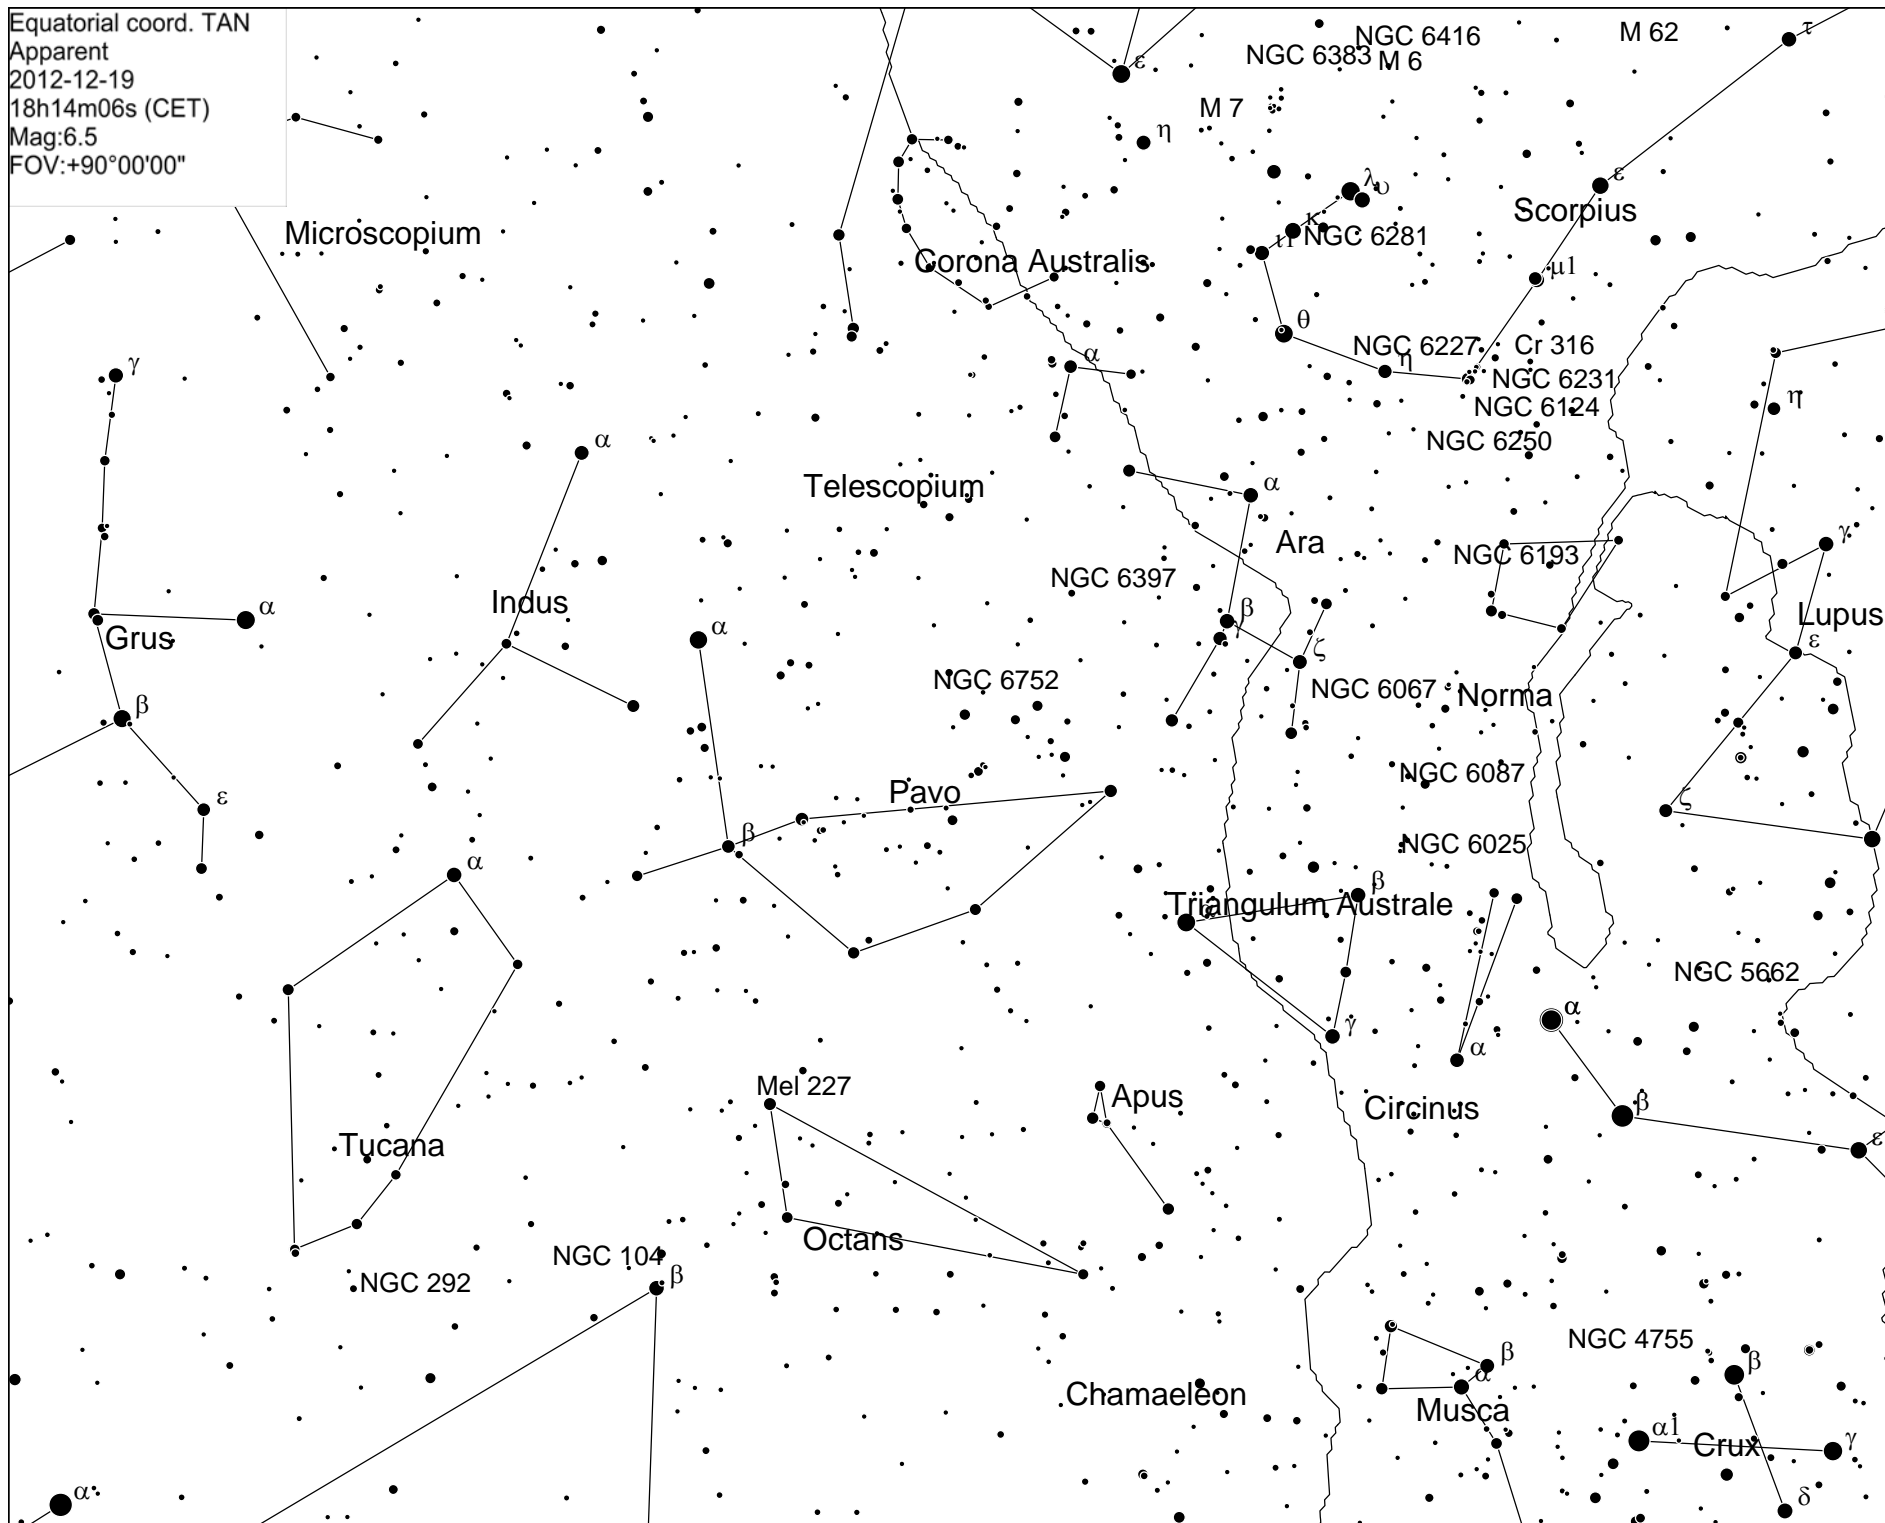 Equatorial coord. TAN
Apparent
2012-12-19
18h14m06s (CET)
Mag:6.5
FOV:+90°00'00"
τ
M 62
NGC 6416
NGC 6383
M 6
ε
M 7
η
λ
υ
ε
Scorpius
κ
ι1
NGC 6281
Microscopium
Corona Australis
μ1
θ
NGC 6227
Cr 316
η
α
γ
NGC 6231
NGC 6124
η
NGC 6250
α
Telescopium
α
Ara
NGC 6193
γ
NGC 6397
Indus
α
β
γ
Lupus
Grus
α
ζ
ε
NGC 6752
NGC 6067
Norma
β
NGC 6087
Pavo
ε
ζ
β
NGC 6025
α
β
Triangulum Australe
α
NGC 5662
α
γ
α
Mel 227
Apus
Circinus
β
Tucana
ε
Octans
NGC 104
β
NGC 292
NGC 4755
β
β
α
Chamaeleon
Musca
α1
Crux
γ
α
δ